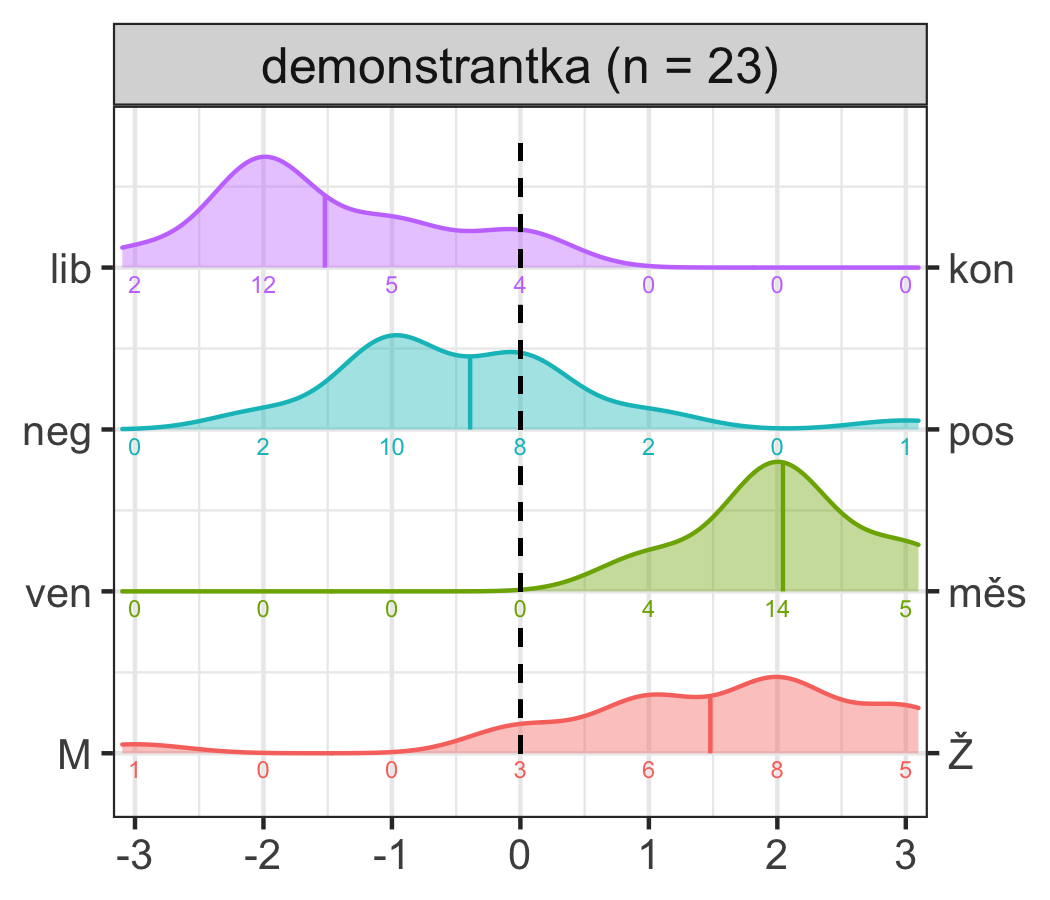 demonstrantka (n = 23)
lib kon
2 12 5 4 0 0 0
neg pos
0 2 10 8 2 0 1
ven měs
0 0 0 0 4 14 5
M Ž
1 0 0 3 6 8 5
-3 -2 -1 0 1 2 3